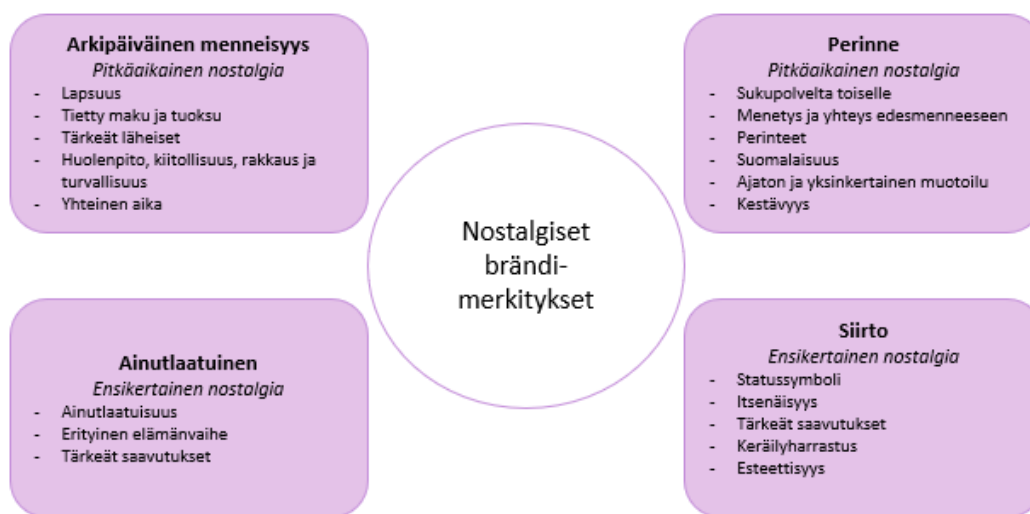 Arkipäiväinen menneisyys
Pitkäaikainen nostalgia
- Lapsuus
- Tietty maku ja tuoksu
- Tärkeät läheiset
- Huolenpito, kiitollisuus, rakkaus ja
turvallisuus
- Yhteinen aika
Perinne
Pitkäaikainen nostalgia
- Sukupolvelta toiselle
- Menetys ja yhteys edesmenneeseen
- Perinteet
- Suomalaisuus
- Ajaton ja yksinkertainen muotoilu
- Kestävyys
Nostalgiset
brändi-
merkitykset
Ainutlaatuinen
Ensikertainen nostalgia
- Ainutlaatuisuus
- Erityinen elämänvaihe
- Tärkeät saavutukset
Siirto
Ensikertainen nostalgia
- Statussymboli
- Itsenäisyys
- Tärkeät saavutukset
- Keräilyharrastus
- Esteettisyys